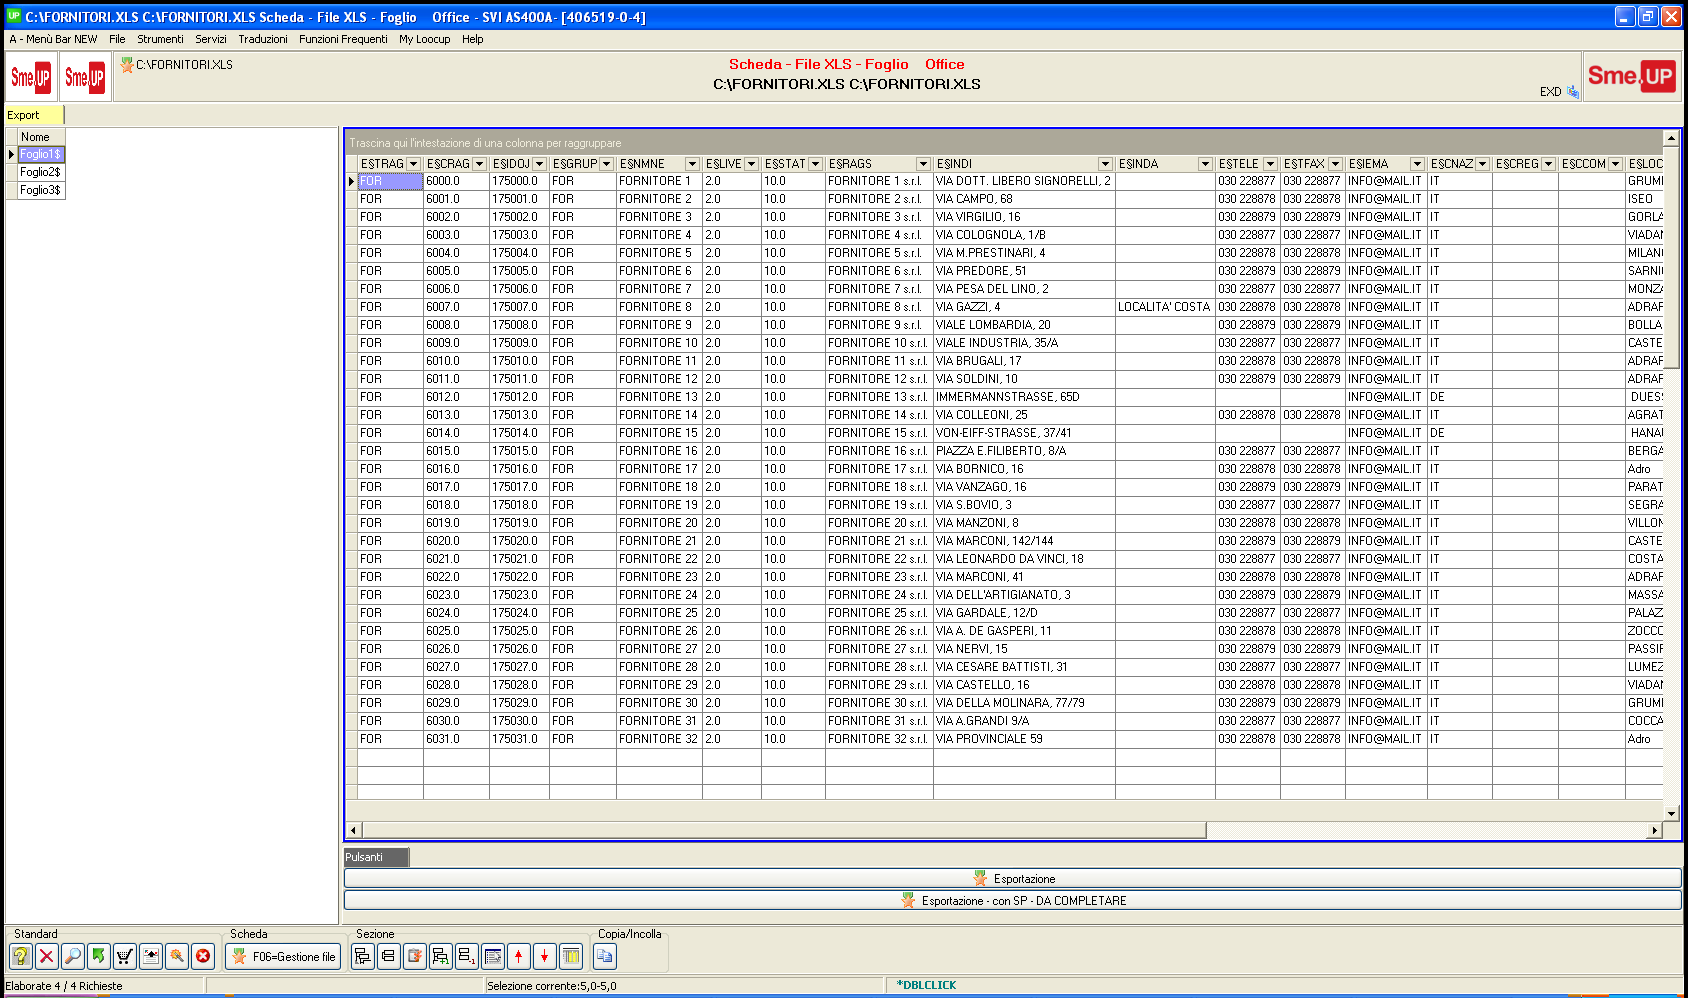 UP C:\FORNITORI.XLS C:\FORNITORI.XLS Scheda - File XLS - Foglio Office - SVI AS400A- [406519-0-4]
A - Menù Bar NEW File Strumenti Servizi Traduzioni Funzioni Frequenti My Loocup Help
Sme.UP Sme.UP C:\FORNITORI.XLS Scheda - File XLS - Foglio Office
C:\FORNITORI.XLS C:\FORNITORI.XLS
EXD Sme.UP
Export
Nome
Foglio1$
Foglio2$
Foglio3$
Trascina qui l'intestazione di una colonna per raggruppare
E§TRAG E§CRAG E§IDOJ E§GRUP E§NMNE E§LIVE E§STAT E§RAGS E§INDI E§INDA E§TELE E§TFAX E§IEMA E§CNAZ E§CREG E§CCOM E§LOC
FOR 6000.0 175000.0 FOR FORNITORE 1 2.0 10.0 FORNITORE 1 s.r.l. VIA DOTT. LIBERO SIGNORELLI, 2 030 228877 030 228877 INFO@MAIL.IT IT
FOR 6001.0 175001.0 FOR FORNITORE 2 2.0 10.0 FORNITORE 2 s.r.l. VIA CAMPO, 68 030 228878 030 228878 INFO@MAIL.IT IT ISEO
FOR 6002.0 175002.0 FOR FORNITORE 3 2.0 10.0 FORNITORE 3 s.r.l. VIA VIRGILIO, 16 030 228879 030 228879 INFO@MAIL.IT IT GORLA
FOR 6003.0 175003.0 FOR FORNITORE 4 2.0 10.0 FORNITORE 4 s.r.l. VIA COLOGNOLA, 1/B 030 228878 030 228878 INFO@MAIL.IT IT
FOR 6004.0 175004.0 FOR FORNITORE 5 2.0 10.0 FORNITORE 5 s.r.l. VIA M.PRESTINARI, 4 030 228877 030 228877 INFO@MAIL.IT IT
FOR 6005.0 175005.0 FOR FORNITORE 6 2.0 10.0 FORNITORE 6 s.r.l. VIA PREDORE, 51 030 228879 030 228879 INFO@MAIL.IT IT
FOR 6006.0 175006.0 FOR FORNITORE 7 2.0 10.0 FORNITORE 7 s.r.l. VIA PESA DEL LINO, 2 030 228877 030 228877 INFO@MAIL.IT IT MONZA
FOR 6007.0 175007.0 FOR FORNITORE 8 2.0 10.0 FORNITORE 8 s.r.l. VIA GAZZI, 4 LOCALITA' COSTA 030 228878 030 228878 INFO@MAIL.IT IT
FOR 6008.0 175008.0 FOR FORNITORE 9 2.0 10.0 FORNITORE 9 s.r.l. VIALE LOMBARDIA, 20 030 228879 030 228879 INFO@MAIL.IT IT BOLLA
FOR 6009.0 175009.0 FOR FORNITORE 10 2.0 10.0 FORNITORE 10 s.r.l. VIALE INDUSTRIA, 35/A 030 228878 030 228878 INFO@MAIL.IT IT CASTE
FOR 6010.0 175010.0 FOR FORNITORE 11 2.0 10.0 FORNITORE 11 s.r.l. VIA BRUGALI, 17 030 228877 030 228877 INFO@MAIL.IT IT
FOR 6011.0 175011.0 FOR FORNITORE 12 2.0 10.0 FORNITORE 12 s.r.l. VIA SOLDINI, 10 030 228879 030 228879 INFO@MAIL.IT IT
FOR 6012.0 175012.0 FOR FORNITORE 13 2.0 10.0 FORNITORE 13 s.r.l. IMMERMANNSTRASSE, 65D INFO@MAIL.IT DE DUESS
FOR 6013.0 175013.0 FOR FORNITORE 14 2.0 10.0 FORNITORE 14 s.r.l. VIA COLLEONI, 25 030 228878 030 228878 INFO@MAIL.IT IT AGRAT
FOR 6014.0 175014.0 FOR FORNITORE 15 2.0 10.0 FORNITORE 15 s.r.l. VON-EIFF-STRASSE, 37/41 INFO@MAIL.IT DE
FOR 6015.0 175015.0 FOR FORNITORE 16 2.0 10.0 FORNITORE 16 s.r.l. PIAZZA E.FILIBERTO, 8/A 030 228877 030 228877 INFO@MAIL.IT IT BERGA
FOR 6016.0 175016.0 FOR FORNITORE 17 2.0 10.0 FORNITORE 17 s.r.l. VIA BORNICO, 16 030 228878 030 228878 INFO@MAIL.IT IT Adro
FOR 6017.0 175017.0 FOR FORNITORE 18 2.0 10.0 FORNITORE 18 s.r.l. VIA VANZAGO, 16 030 228879 030 228879 INFO@MAIL.IT IT PARAT
FOR 6018.0 175018.0 FOR FORNITORE 19 2.0 10.0 FORNITORE 19 s.r.l. VIA S.BOVIO, 3 030 228877 030 228877 INFO@MAIL.IT IT SEGRA
FOR 6019.0 175019.0 FOR FORNITORE 20 2.0 10.0 FORNITORE 20 s.r.l. VIA MANZONI, 8 030 228878 030 228878 INFO@MAIL.IT IT
FOR 6020.0 175020.0 FOR FORNITORE 21 2.0 10.0 FORNITORE 21 s.r.l. VIA MARCONI, 142/144 030 228879 030 228879 INFO@MAIL.IT IT CASTE
FOR 6021.0 175021.0 FOR FORNITORE 22 2.0 10.0 FORNITORE 22 s.r.l. VIA LEONARDO DA VINCI, 18 030 228877 030 228877 INFO@MAIL.IT IT COSTA
FOR 6022.0 175022.0 FOR FORNITORE 23 2.0 10.0 FORNITORE 23 s.r.l. VIA MARCONI, 41 030 228878 030 228878 INFO@MAIL.IT IT
FOR 6023.0 175023.0 FOR FORNITORE 24 2.0 10.0 FORNITORE 24 s.r.l. VIA DELL'ARTIGIANATO, 3 030 228879 030 228879 INFO@MAIL.IT IT MASSA
FOR 6024.0 175024.0 FOR FORNITORE 25 2.0 10.0 FORNITORE 25 s.r.l. VIA GARDALE, 12/D 030 228877 030 228877 INFO@MAIL.IT IT PALAZ
FOR 6025.0 175025.0 FOR FORNITORE 26 2.0 10.0 FORNITORE 26 s.r.l. VIA A. DE GASPERI, 11 030 228878 030 228878 INFO@MAIL.IT IT ZOCCO
FOR 6026.0 175026.0 FOR FORNITORE 27 2.0 10.0 FORNITORE 27 s.r.l. VIA NERVI, 15 030 228879 030 228879 INFO@MAIL.IT IT
FOR 6027.0 175027.0 FOR FORNITORE 28 2.0 10.0 FORNITORE 28 s.r.l. VIA CESARE BATTISTI, 31 030 228877 030 228877 INFO@MAIL.IT IT LUMEZ
FOR 6028.0 175028.0 FOR FORNITORE 29 2.0 10.0 FORNITORE 29 s.r.l. VIA CASTELLO, 16 030 228878 030 228878 INFO@MAIL.IT IT
FOR 6029.0 175029.0 FOR FORNITORE 30 2.0 10.0 FORNITORE 30 s.r.l. VIA DELLA MOLINARA, 77/79 030 228879 030 228879 INFO@MAIL.IT IT
FOR 6030.0 175030.0 FOR FORNITORE 31 2.0 10.0 FORNITORE 31 s.r.l. VIA A.GRANDI 9/A 030 228877 030 228877 INFO@MAIL.IT IT COCCA
FOR 6031.0 175031.0 FOR FORNITORE 32 2.0 10.0 FORNITORE 32 s.r.l. VIA PROVINCIALE 59 030 228878 030 228878 INFO@MAIL.IT IT Adro
Pulsanti
Esportazione
Esportazione - con SP - DA COMPLETARE
Standard Scheda Sezione Copia/Incolla
F06=Gestione file
Elaborate 4 / 4 Richieste Selezione corrente:5,0-5,0 *DBLCLICK